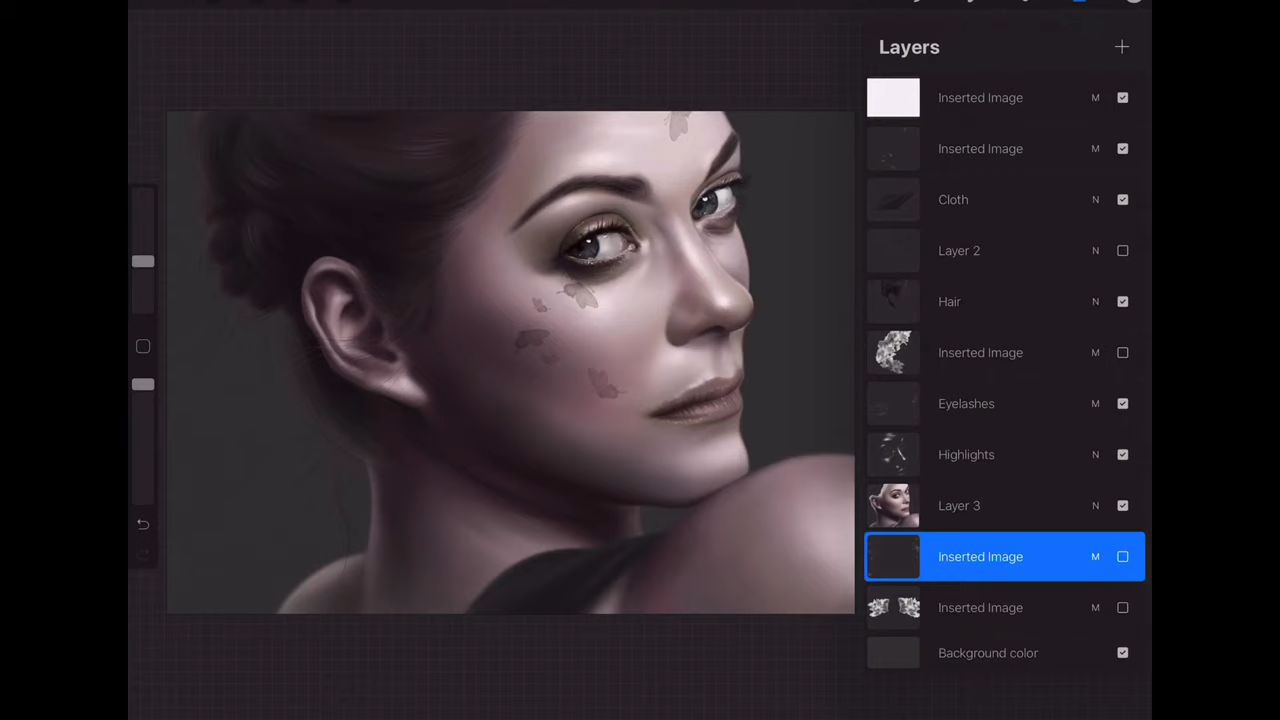 Layers
Inserted Image M
Inserted Image M
Cloth N
Layer 2 N
Hair N
Inserted Image M
Eyelashes M
Highlights N
Layer 3 N
Inserted Image M
Inserted Image M
Background color